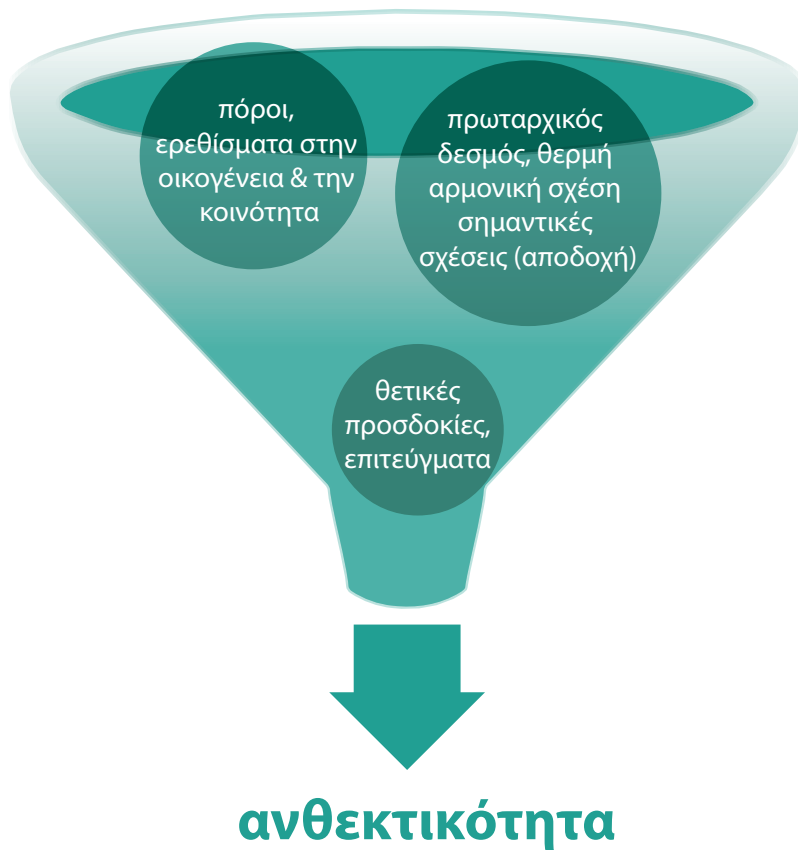 πόροι,
ερεθίσματα στην
οικογένεια & την
κοινότητα
πρωταρχικός
δεσμός, θερμή
αρμονική σχέση
σημαντικές
σχέσεις (αποδοχή)
θετικές
προσδοκίες,
επιτεύγματα
ανθεκτικότητα